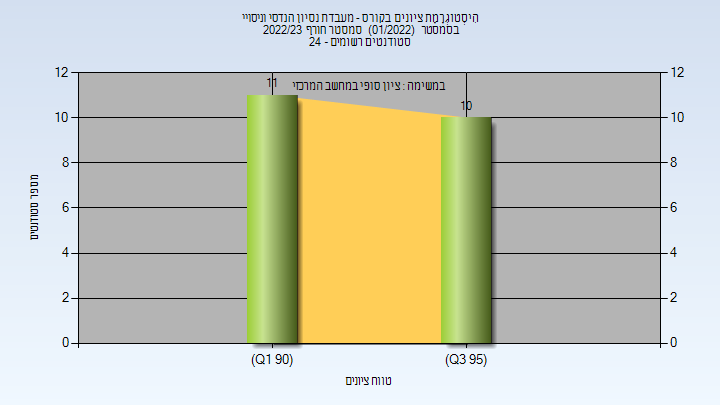 הִיסְטוֹגְרַמַת ציונים בקורס - מעבדת נסיון הנדסי וניסויי
בסמסטר (01/2022) סמסטר חורף 2022/23
סטודנטים רשומים - 24
במשימה : ציון סופי במחשב המרכזי
12
10
8
6
4
2
0
12
10
8
6
4
2
0
11
10
מספר סטודנטים
(Q1 90)
(Q3 95)
טווח ציונים